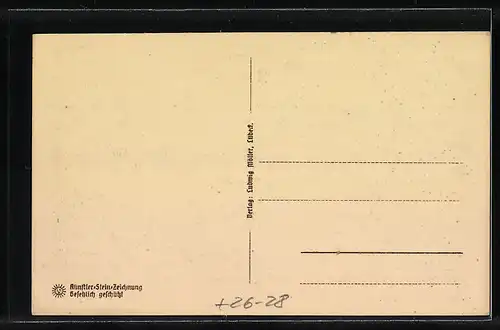 Verlag: Ludwig Möller, Lübeck.
Künstler-Stein-Zeichnung
Gesetzlich geschützt
+26-28